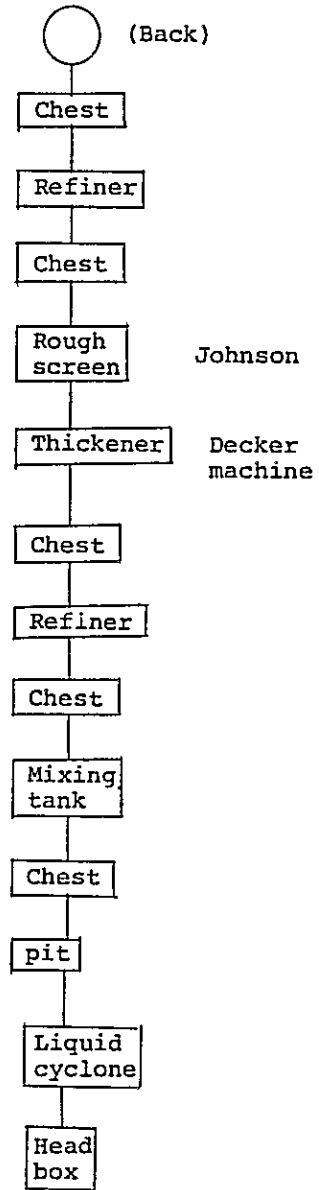 (Back)
Chest
Refiner
Chest
Rough
screen
Johnson
Thickener
Decker
machine
Chest
Refiner
Chest
Mixing
tank
Chest
pit
Liquid
cyclone
Head
box